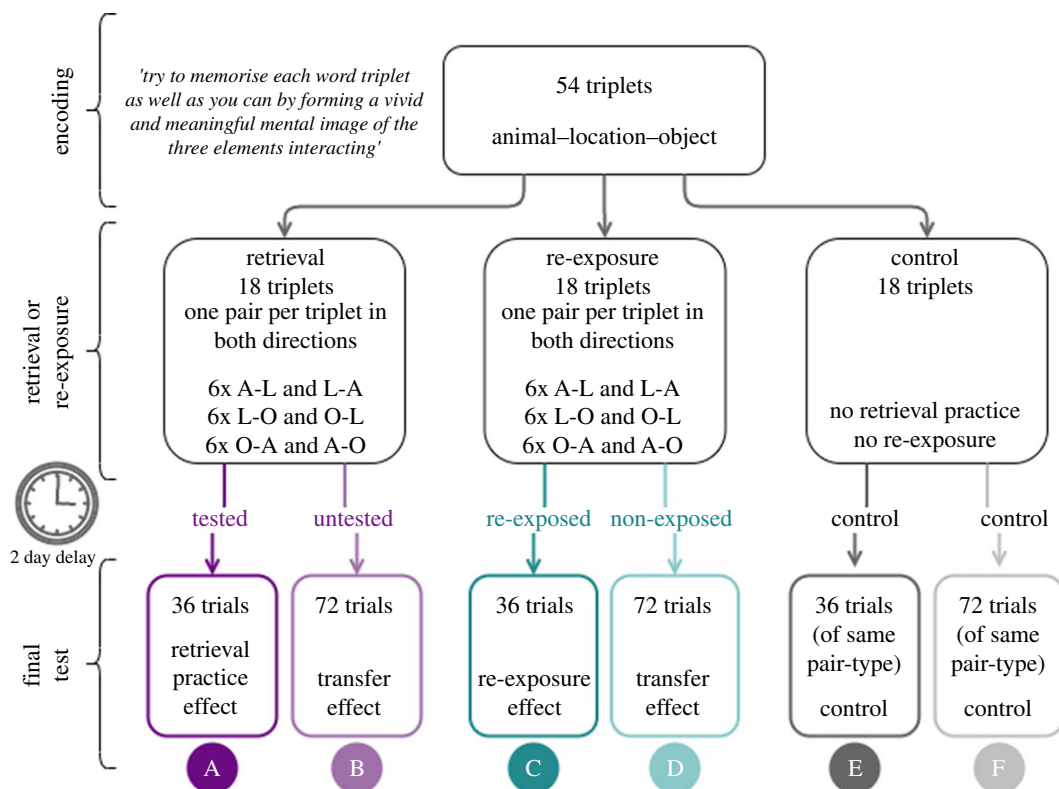 encoding
'try to memorise each word triplet
as well as you can by forming a vivid
and meaningful mental image of the
three elements interacting'
54 triplets
animal–location–object
retrieval or
re-exposure
retrieval
18 triplets
one pair per triplet in
both directions
6x A-L and L-A
6x L-O and O-L
6x O-A and A-O
re-exposure
18 triplets
one pair per triplet in
both directions
6x A-L and L-A
6x L-O and O-L
6x O-A and A-O
control
18 triplets
no retrieval practice
no re-exposure
2 day delay
tested
untested
re-exposed
non-exposed
control
control
final
test
36 trials
retrieval
practice
effect
72 trials
transfer
effect
36 trials
re-exposure
effect
72 trials
transfer
effect
36 trials
(of same
pair-type)
control
72 trials
(of same
pair-type)
control
A
B
C
D
E
F